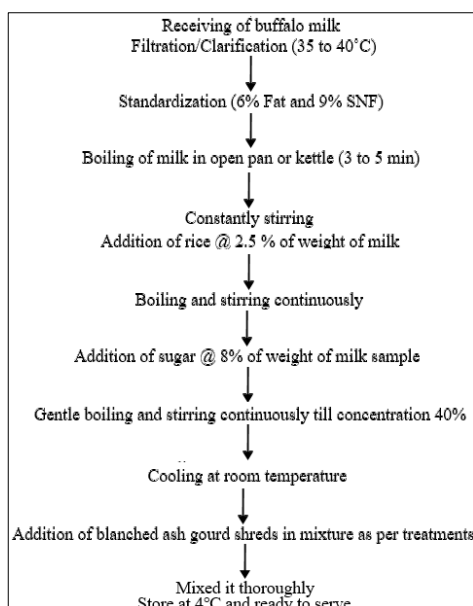 Receiving of buffalo milk
Filtration/Clarification (35 to 40˚C)
Standardization (6% Fat and 9% SNF)
Boiling of milk in open pan or kettle (3 to 5 min)
Constantly stirring
Addition of rice @ 2.5 % of weight of milk
Boiling and stirring continuously
Addition of sugar @ 8% of weight of milk sample
Gentle boiling and stirring continuously till concentration 40%
Cooling at room temperature
Addition of blanched ash gourd shreds in mixture as per treatments
Mixed it thoroughly
Store at 4°C and ready to serve